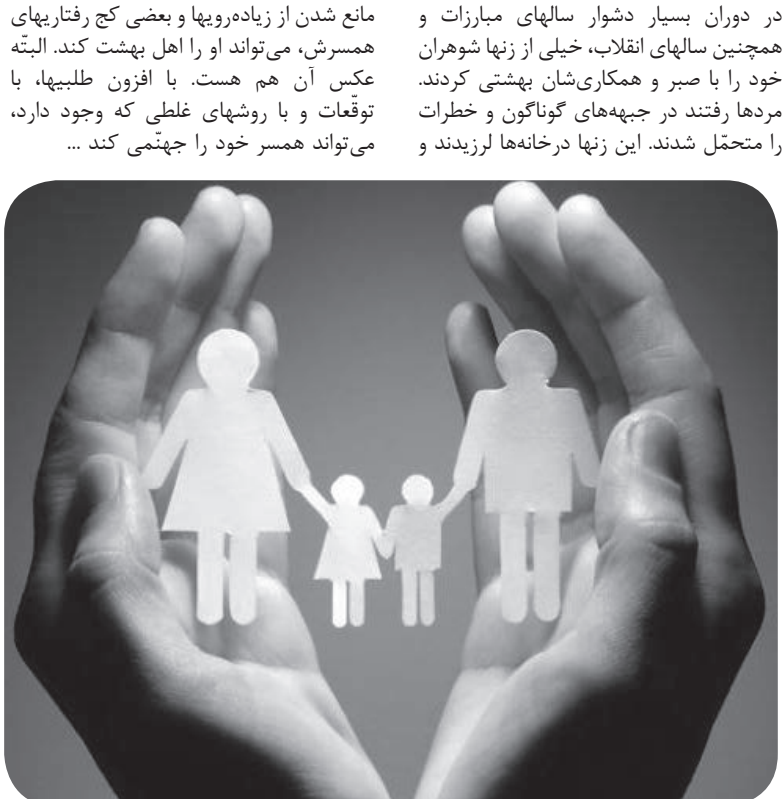 در دوران بسیار دشوار سالهای مبارزات و
همچنین سالهای انقلاب، خیلی از زنها شوهران
خود را با صبر و همکاری‌شان بهشتی کردند.
مردها رفتند در جبهه‌های گوناگون و خطرات
را متحمّل شدند. این زنها درخانه‌ها لرزیدند و
مانع شدن از زیاده‌رویها و بعضی کج رفتاریهای
همسرش، می‌تواند او را اهل بهشت کند. البتّه
عکس آن هم هست. با افزون طلبیها، با
توقّعات و با روشهای غلطی که وجود دارد،
می‌تواند همسر خود را جهنّمی کند ...